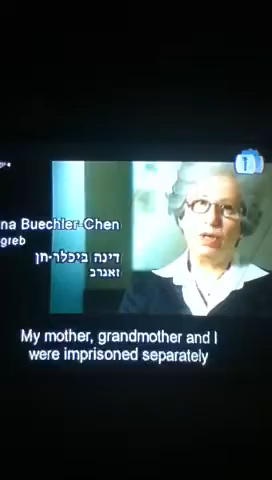 na Buechler-Chen
greb
דינה ביכלר-חן
זאגרב
My mother, grandmother and I
were imprisoned separately